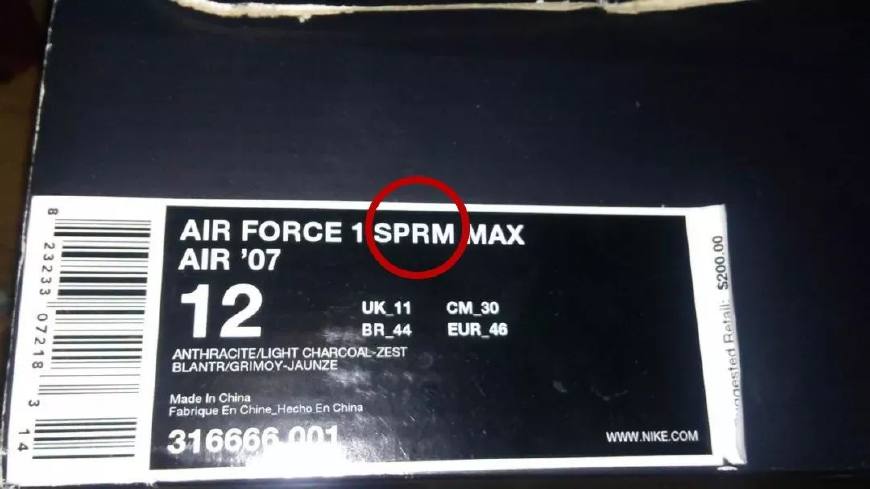 AIR FORCE 1 SPRM MAX
AIR '07
12
UK_11 CM_30
BR_44 EUR_46
ANTHRACITE/LIGHT CHARCOAL-ZEST
BLANTR/GRIMOY-JAUNZE
Made In China
Fabrique En Chine_Hecho En China
316666 001
WWW.NIKE.COM
8 23233 07218 3
14
Suggested Retail: $200.00